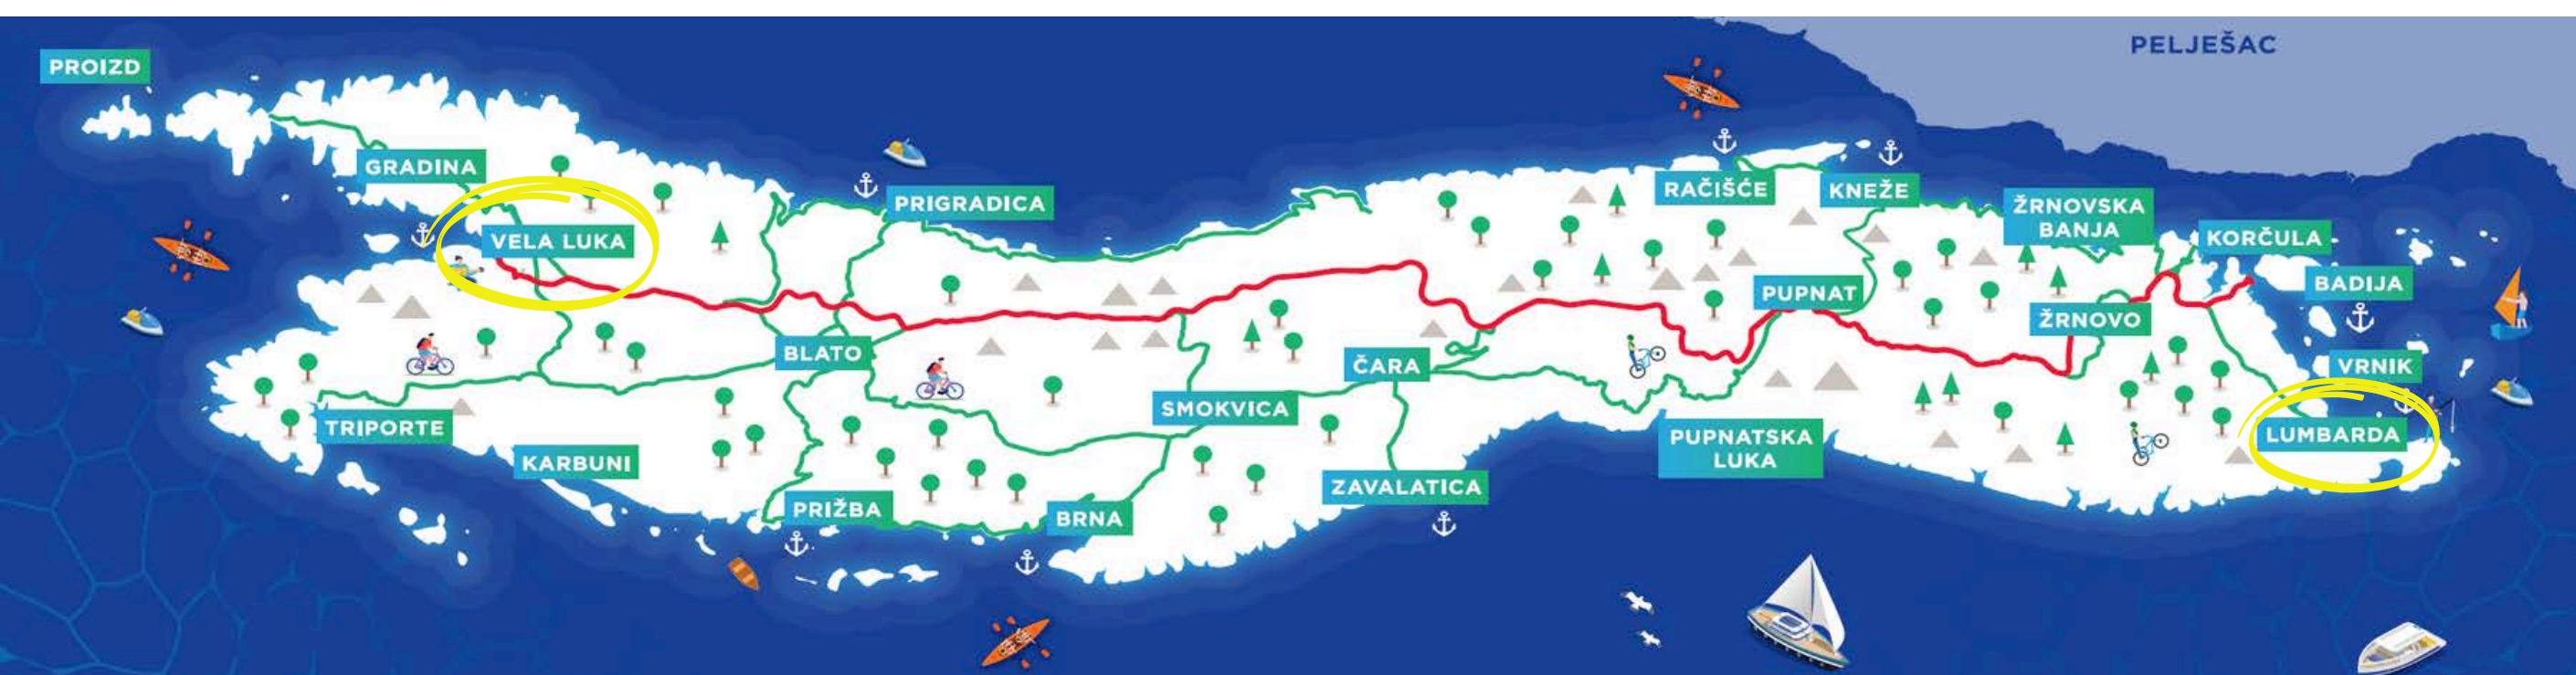 PROIZD
PELJEŠAC
GRADINA
VELA LUKA
PRIGRADICA
RAČIŠĆE
KNEŽE
ŽRNOVSKA
BANJA
KORČULA
BADIJA
PUPNAT
ŽRNOVO
BLATO
ČARA
VRNIK
SMOKVICA
TRIPORTE
LUMBARDA
PUPNATSKA
LUKA
KARBUNI
ZAVALATICA
PRIŽBA
BRNA